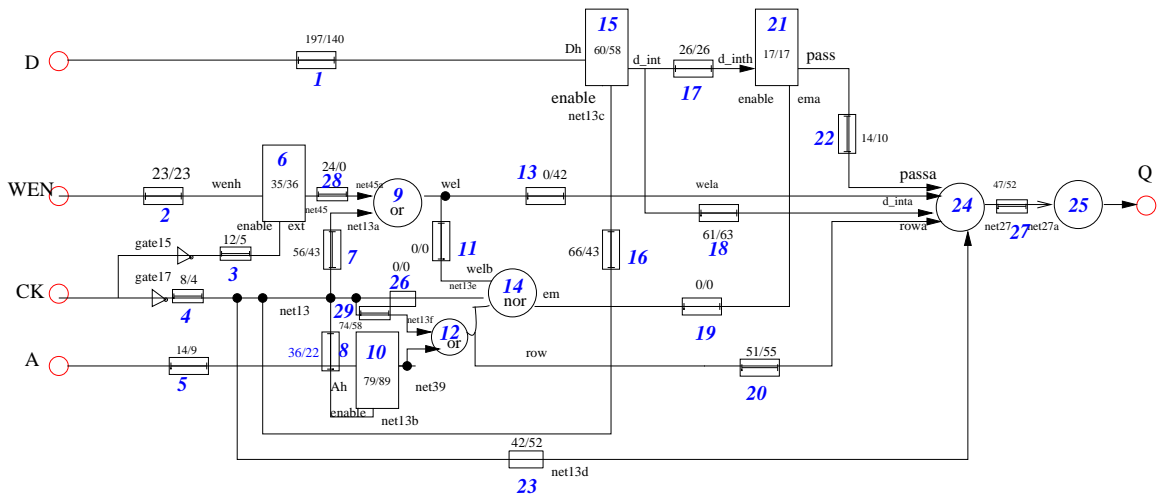 15
21
197/140
Dh
60/58
26/26
17/17
pass
D
d_int
d_inth
1
17
enable
enable
ema
net13c
22
14/10
6
24/0
13
0/42
passa
Q
23/23
28
net45a
9
wel
wela
24
47/52
25
WEN
wenh
35/36
or
d_inta
2
net45
rowa
net27
27
net27a
enable
ext
net13a
61/63
18
gate15
12/5
56/43
7
0/0
11
66/43
16
3
0/0
welb
gate17
8/4
26
net13e
14
0/0
CK
nor
em
4
net13
29
net13f
19
74/58
12
14/9
36/22
8
10
or
row
51/55
A
5
79/89
20
Ah
net39
enable
net13b
42/52
net13d
23